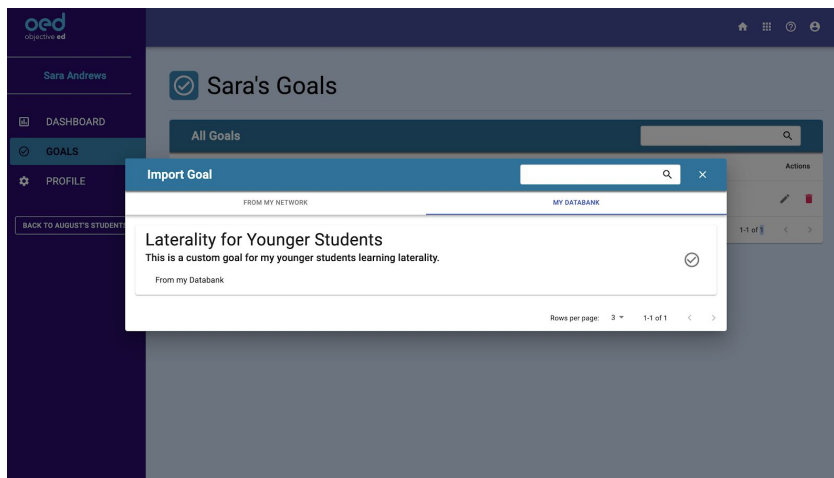 oed
objective ed
Sara Andrews
Sara's Goals
DASHBOARD
All Goals
GOALS
Actions
PROFILE
BACK TO AUGUST'S STUDENT
1-1 of 1
Import Goal
FROM MY NETWORK
MY DATABANK
Laterality for Younger Students
This is a custom goal for my younger students learning laterality.
From my Databank
Rows per page: 3 1-1 of 1